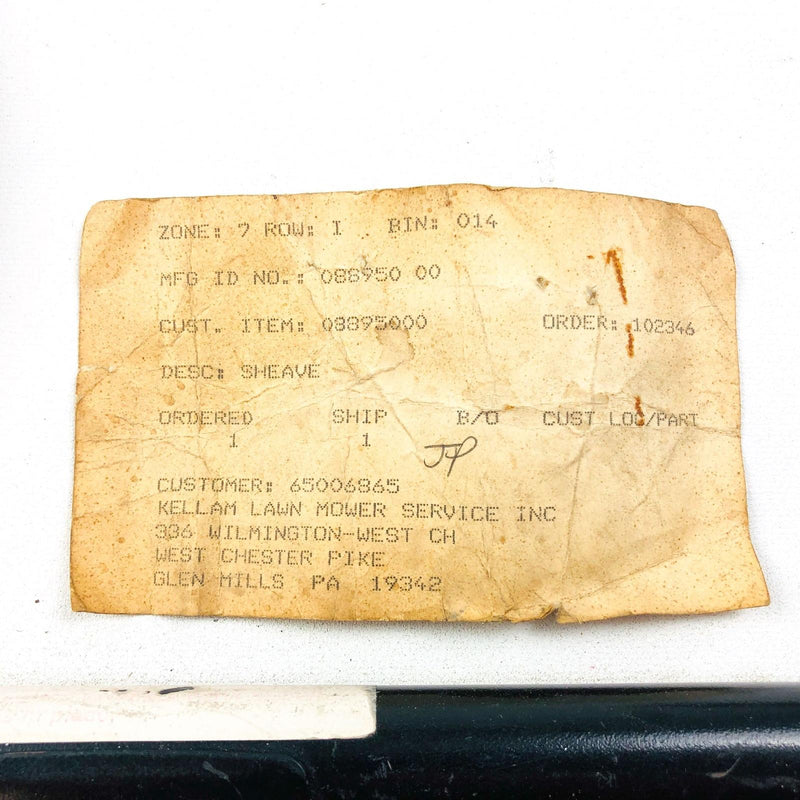 ZONE: 7 ROW: I BIN: 014
MFG ID NO.: 088950 00
CUST. ITEM: 08895000 ORDER: 102346
DESC: SHEAVE
ORDERED SHIP B/O CUST LOC/PART
1 1
JP
CUSTOMER: 65006865
KELLAM LAWN MOWER SERVICE INC
336 WILMINGTON-WEST CH
WEST CHESTER PIKE
GLEN MILLS PA 19342